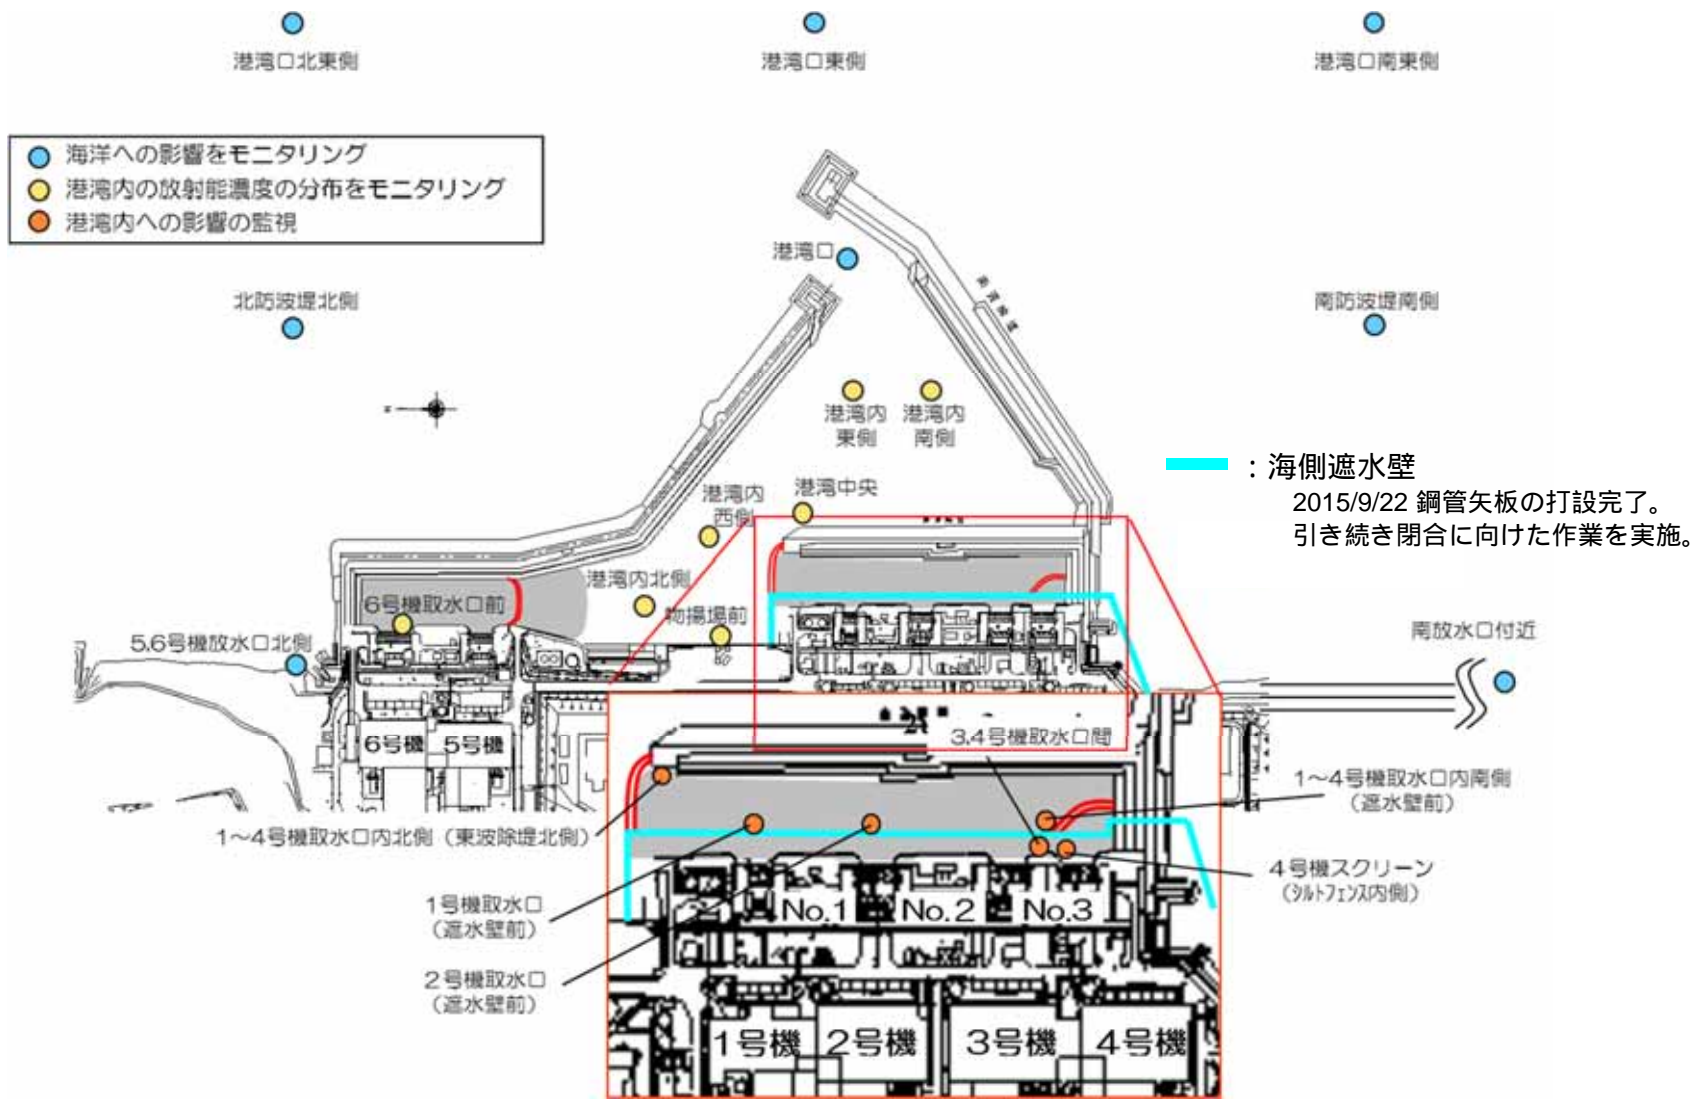 港湾口北東側
港湾口東側
港湾口南東側
海洋への影響をモニタリング
港湾内の放射能濃度の分布をモニタリング
港湾内への影響の監視
港湾口
北防波堤北側
南防波堤南側
港湾内
東側
港湾内
南側
:海側遮水壁
2015/9/22 鋼管矢板の打設完了。
引き続き閉合に向けた作業を実施。
港湾内
西側
港湾中央
港湾内北側
6号機取水口前
物揚場前
5,6号機放水口北側
南放水口付近
6号機
5号機
3,4号機取水口間
1〜4号機取水口内南側
(遮水壁前)
1〜4号機取水口内北側(東波除堤北側)
4号機スクリーン
(シルトフェンス内側)
1号機取水口
(遮水壁前)
No.1
No.2
No.3
2号機取水口
(遮水壁前)
1号機
2号機
3号機
4号機